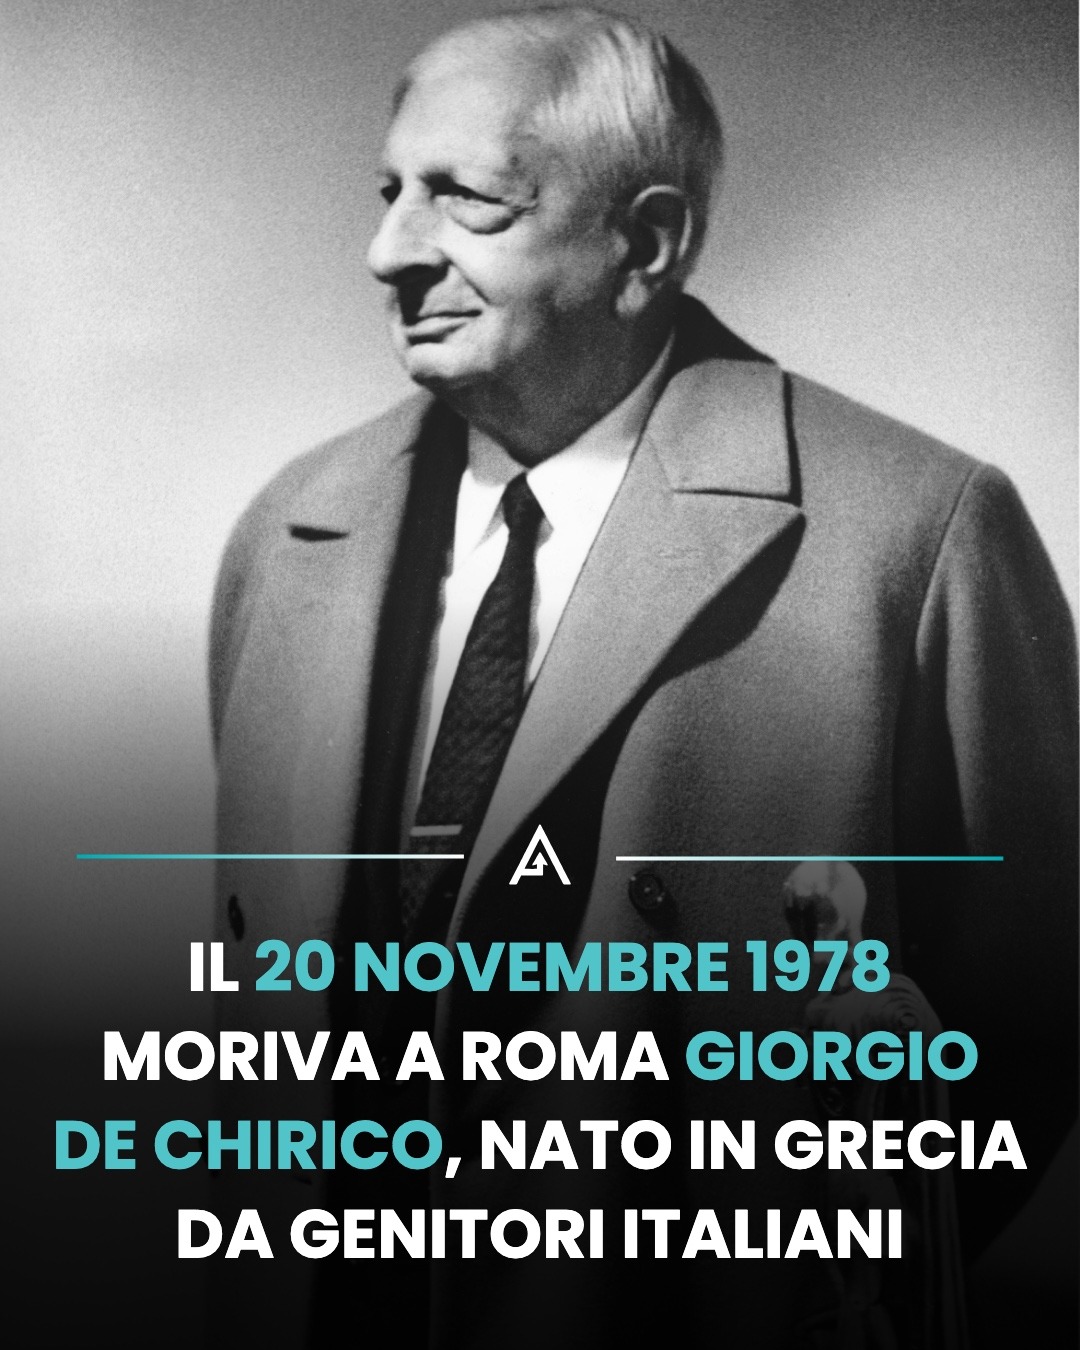 IL 20 NOVEMBRE 1978
MORIVA A ROMA GIORGIO
DE CHIRICO, NATO IN GRECIA
DA GENITORI ITALIANI